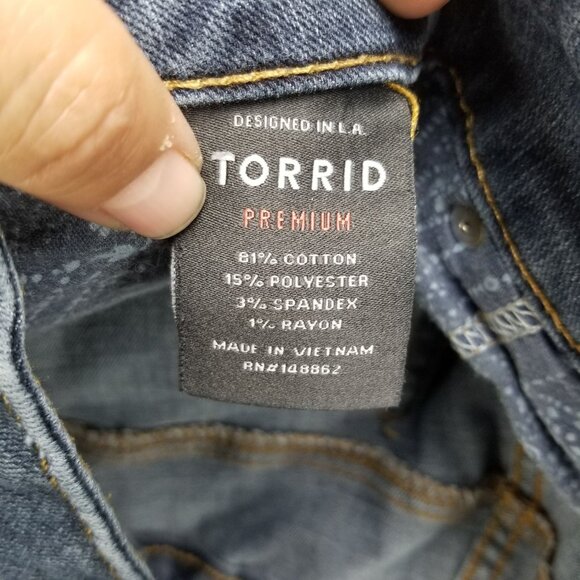 DESIGNED IN L.A.
TORRID
PREMIUM
81% COTTON
15% POLYESTER
3% SPANDEX
1% RAYON
MADE IN VIETNAM
RN#148862